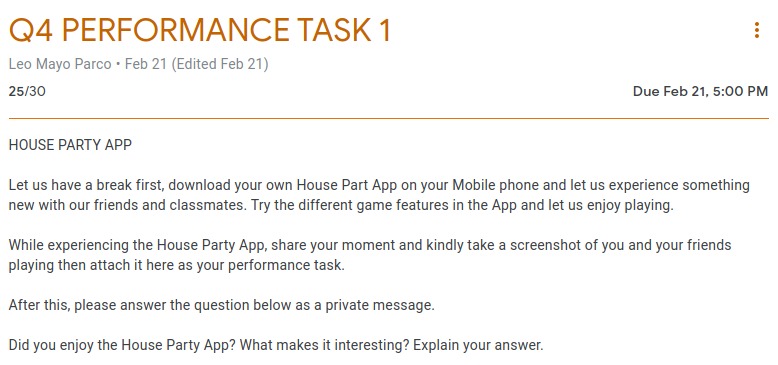 Q4 PERFORMANCE TASK 1
Leo Mayo Parco • Feb 21 (Edited Feb 21)
25/30
Due Feb 21, 5:00 PM
HOUSE PARTY APP
Let us have a break first, download your own House Part App on your Mobile phone and let us experience something
new with our friends and classmates. Try the different game features in the App and let us enjoy playing.
While experiencing the House Party App, share your moment and kindly take a screenshot of you and your friends
playing then attach it here as your performance task.
After this, please answer the question below as a private message.
Did you enjoy the House Party App? What makes it interesting? Explain your answer.